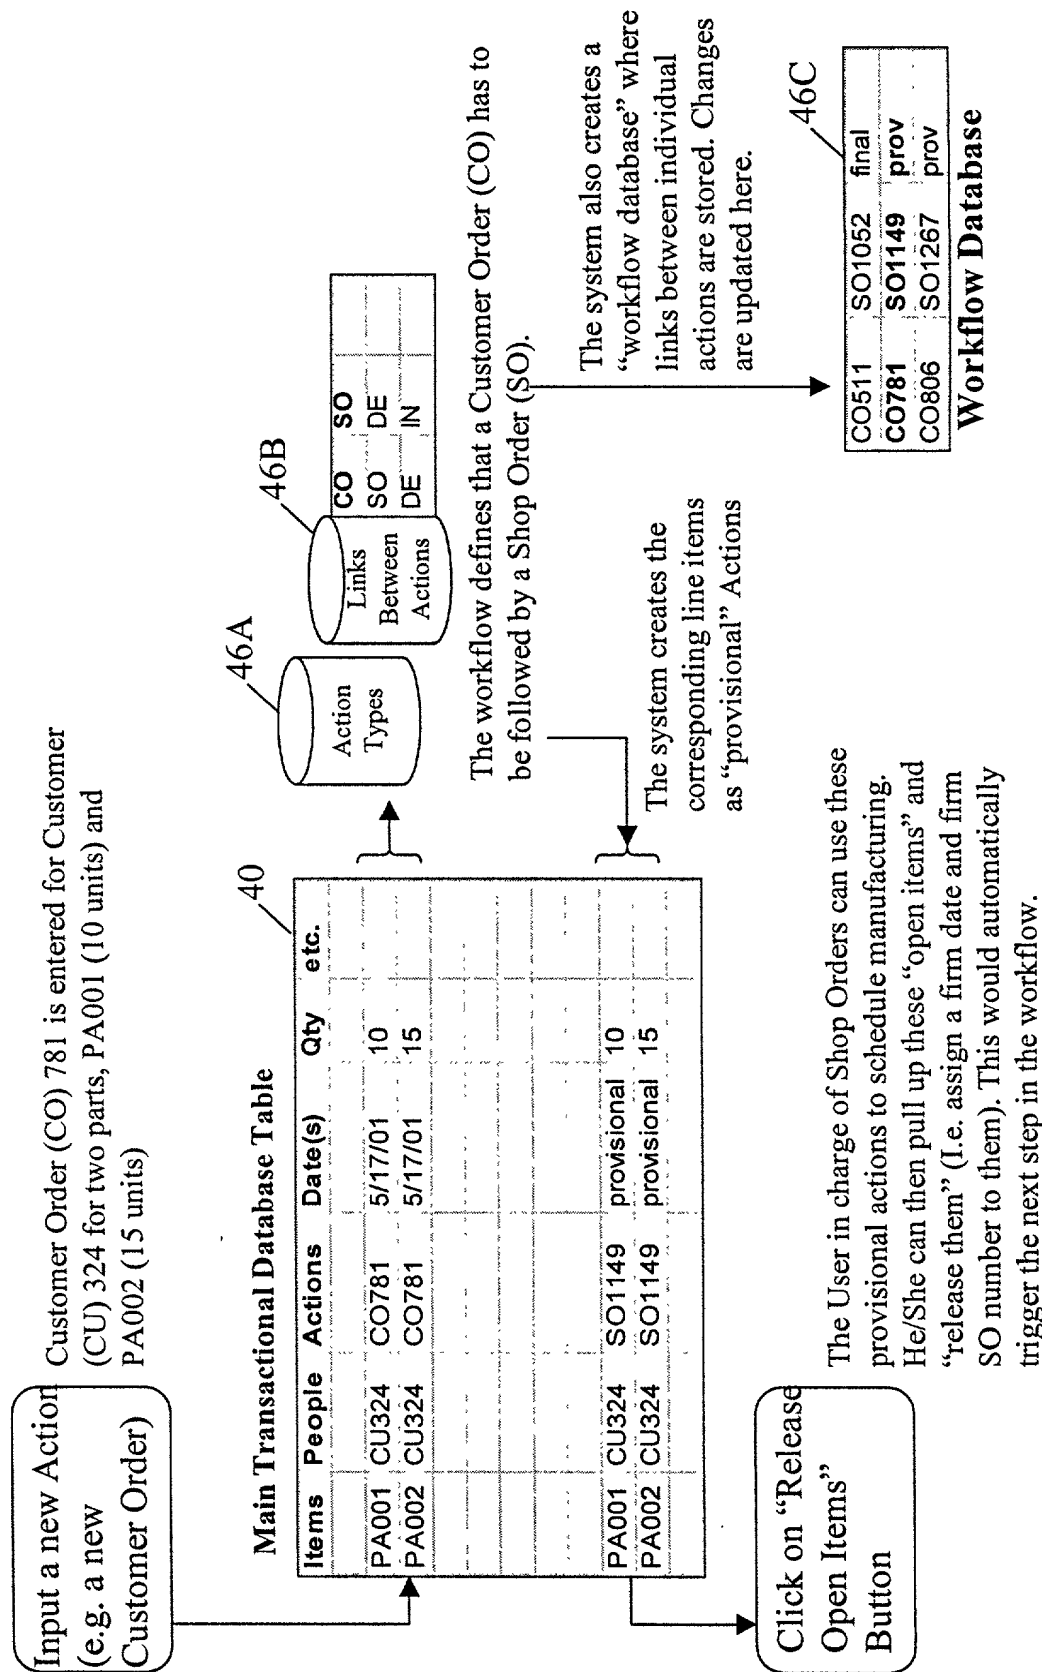 Input a new Action
(e.g. a new
Customer Order)
Customer Order (CO) 781 is entered for Customer
(CU) 324 for two parts, PA001 (10 units) and
PA002 (15 units)
Main Transactional Database Table
40
Items People Actions Date(s) Qty etc.
PA001 CU324 CO781 5/17/01 10
PA002 CU324 CO781 5/17/01 15
PA001 CU324 SO1149 provisional 10
PA002 CU324 SO1149 provisional 15
46A
Action
Types
46B
Links
Between
Actions
CO SO
SO DE
DE IN
The workflow defines that a Customer Order (CO) has to
be followed by a Shop Order (SO).
The system creates the
corresponding line items
as “provisional” Actions
The system also creates a
“workflow database” where
links between individual
actions are stored. Changes
are updated here.
46C
CO511 SO1052 final
CO781 SO1149 prov
CO806 SO1267 prov
Workflow Database
Click on “Release
Open Items”
Button
The User in charge of Shop Orders can use these
provisional actions to schedule manufacturing.
He/She can then pull up these “open items” and
“release them” (I.e. assign a firm date and firm
SO number to them). This would automatically
trigger the next step in the workflow.